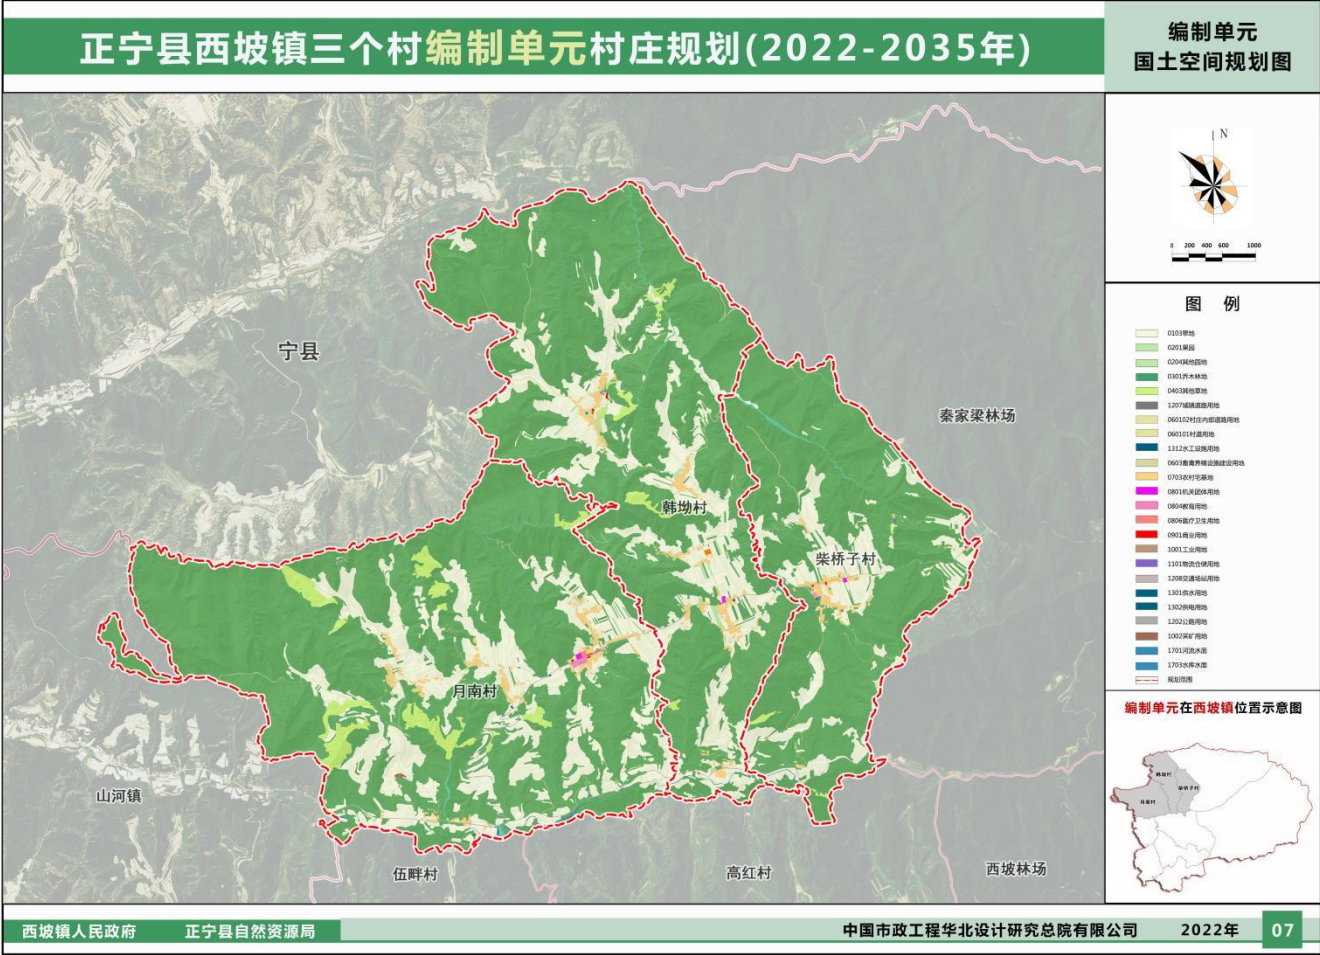 正宁县西坡镇三个村编制单元村庄规划(2022-2035年)
编制单元
国土空间规划图
N
0 200 400 600 1000
图 例
0103旱地
0201果园
0204其他园地
0301乔木林地
0403其他草地
1207城镇道路用地
060102村庄内部道路用地
060101村道用地
1312水工设施用地
0603畜禽养殖设施建设用地
0703农村宅基地
0801机关团体用地
0804教育用地
0806医疗卫生用地
0901商业用地
1001工业用地
1101物流仓储用地
1208交通场站用地
1301供水用地
1302供电用地
1202公路用地
1002采矿用地
1701河流水面
1703水库水面
规划范围
宁县
秦家梁林场
韩坳村
柴桥子村
月南村
山河镇
伍畔村
高红村
西坡林场
编制单元在西坡镇位置示意图
韩坳村
柴桥子村
月南村
西坡镇人民政府 正宁县自然资源局
中国市政工程华北设计研究总院有限公司 2022年 07